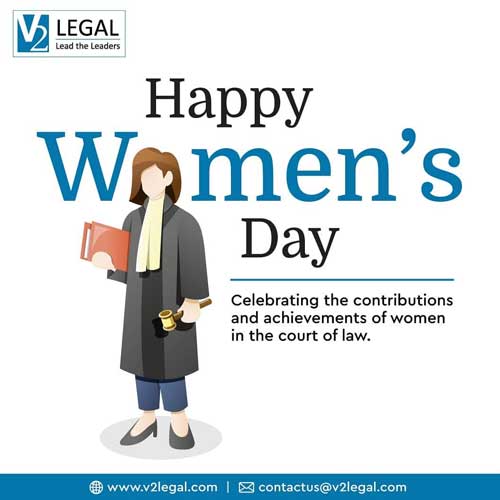 V2 LEGAL
Lead the Leaders
Happy
Women's
Day
Celebrating the contributions
and achievements of women
in the court of law.
www.v2legal.com | contactus@v2legal.com